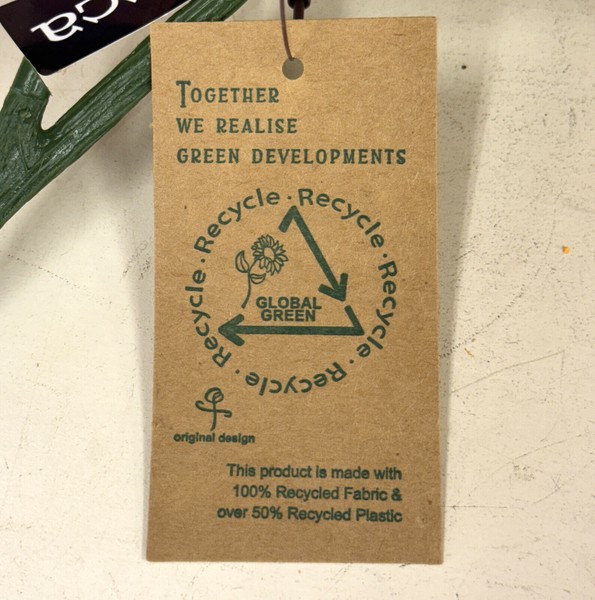 Together
we realise
green developments
Recycle · Recycle · Recycle · Recycle · Recycle · Recycle ·
GLOBAL
GREEN
original design
This product is made with
100% Recycled Fabric &
over 50% Recycled Plastic